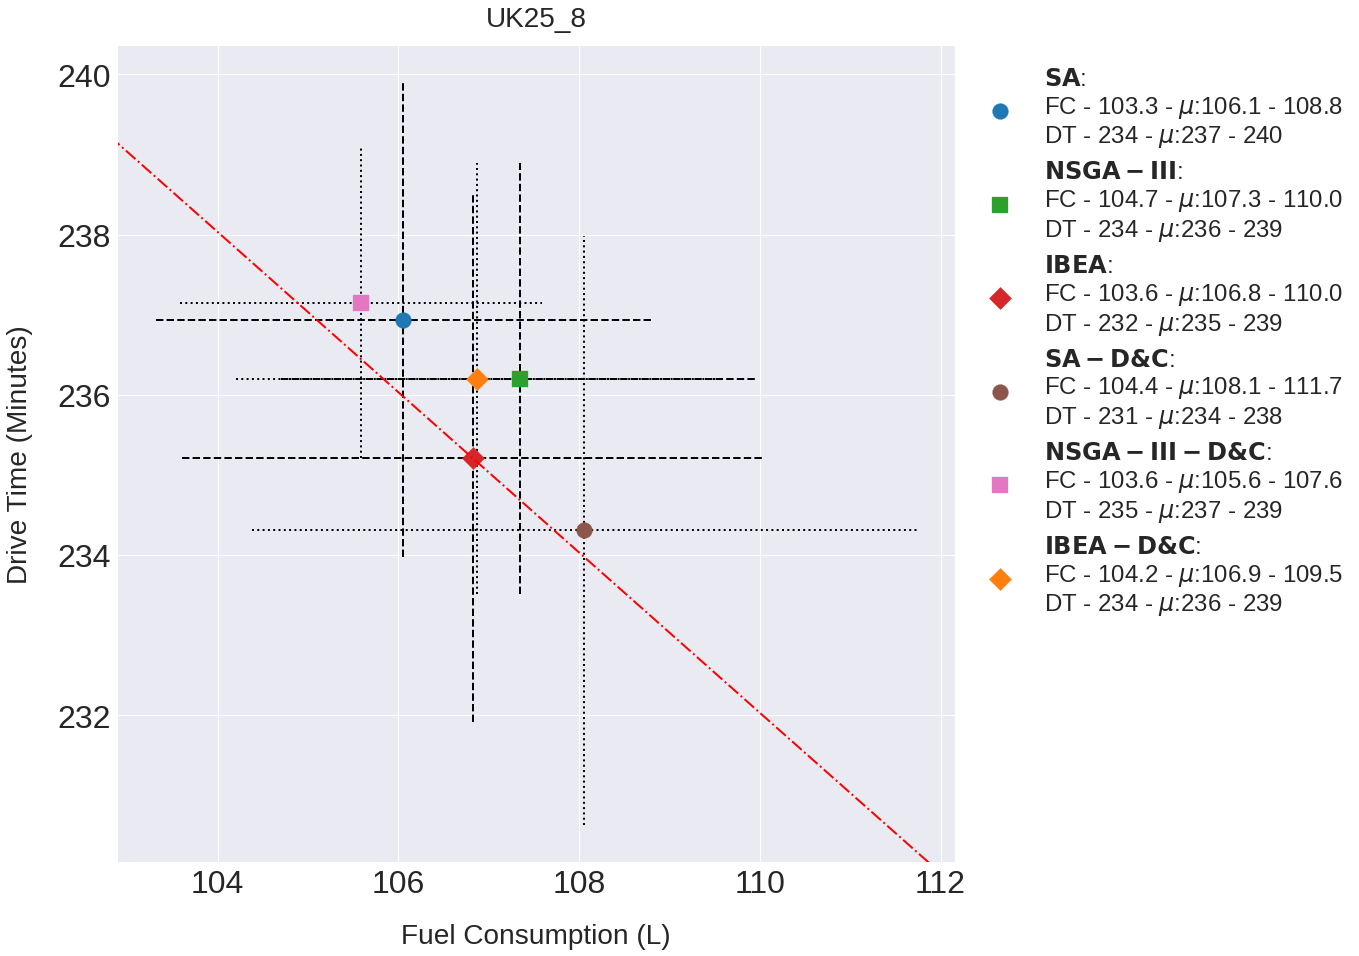 UK25_8
240
238
236
234
232
Drive Time (Minutes)
104
106
108
110
112
Fuel Consumption (L)
SA:
FC - 103.3 - μ:106.1 - 108.8
DT - 234 - μ:237 - 240
NSGA − III:
FC - 104.7 - μ:107.3 - 110.0
DT - 234 - μ:236 - 239
IBEA:
FC - 103.6 - μ:106.8 - 110.0
DT - 232 - μ:235 - 239
SA − D&C:
FC - 104.4 - μ:108.1 - 111.7
DT - 231 - μ:234 - 238
NSGA − III − D&C:
FC - 103.6 - μ:105.6 - 107.6
DT - 235 - μ:237 - 239
IBEA − D&C:
FC - 104.2 - μ:106.9 - 109.5
DT - 234 - μ:236 - 239